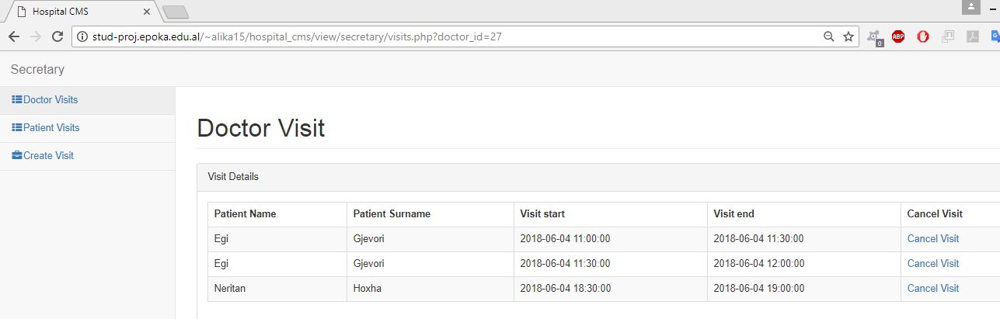 Hospital CMS
stud-proj.epoka.edu.al/~alika15/hospital_cms/view/secretary/visits.php?doctor_id=27
0
ABP
G
Secretary
Doctor Visits
Patient Visits
Create Visit
Doctor Visit
Visit Details
Patient Name Patient Surname Visit start Visit end Cancel Visit
Egi Gjevori 2018-06-04 11:00:00 2018-06-04 11:30:00 Cancel Visit
Egi Gjevori 2018-06-04 11:30:00 2018-06-04 12:00:00 Cancel Visit
Neritan Hoxha 2018-06-04 18:30:00 2018-06-04 19:00:00 Cancel Visit